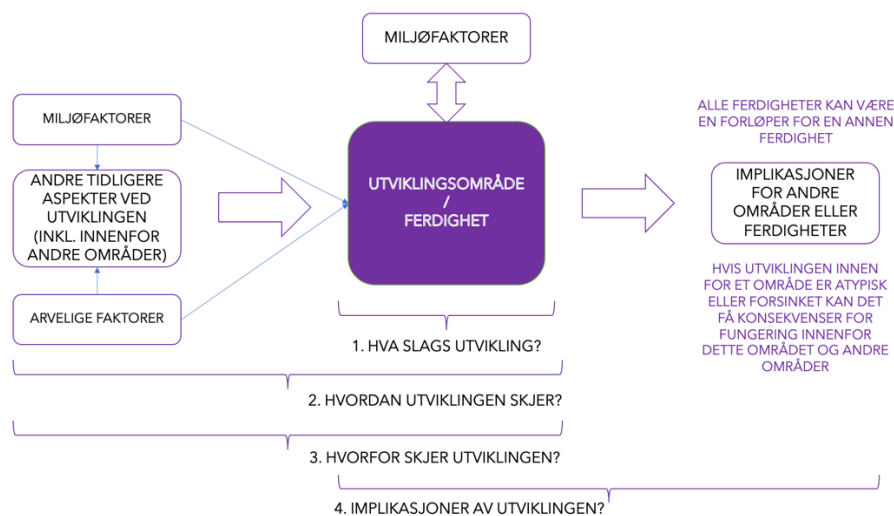 MILJØFAKTORER
MILJØFAKTORER
ANDRE TIDLIGERE
ASPEKTER VED
UTVIKLINGEN
(INKL. INNENFOR
ANDRE OMRÅDER)
ARVELIGE FAKTORER
UTVIKLINGSOMRÅDE
/
FERDIGHET
ALLE FERDIGHETER KAN VÆRE
EN FORLØPER FOR EN ANNEN
FERDIGHET
IMPLIKASJONER
FOR ANDRE
OMRÅDER ELLER
FERDIGHETER
HVIS UTVIKLINGEN INNEN
FOR ET OMRÅDE ER ATYPISK
ELLER FORSINKET KAN DET
FÅ KONSEKVENSER FOR
FUNGERING INNENFOR
DETTE OMRÅDET OG ANDRE
OMRÅDER
1. HVA SLAGS UTVIKLING?
2. HVORDAN UTVIKLINGEN SKJER?
3. HVORFOR SKJER UTVIKLINGEN?
4. IMPLIKASJONER AV UTVIKLINGEN?